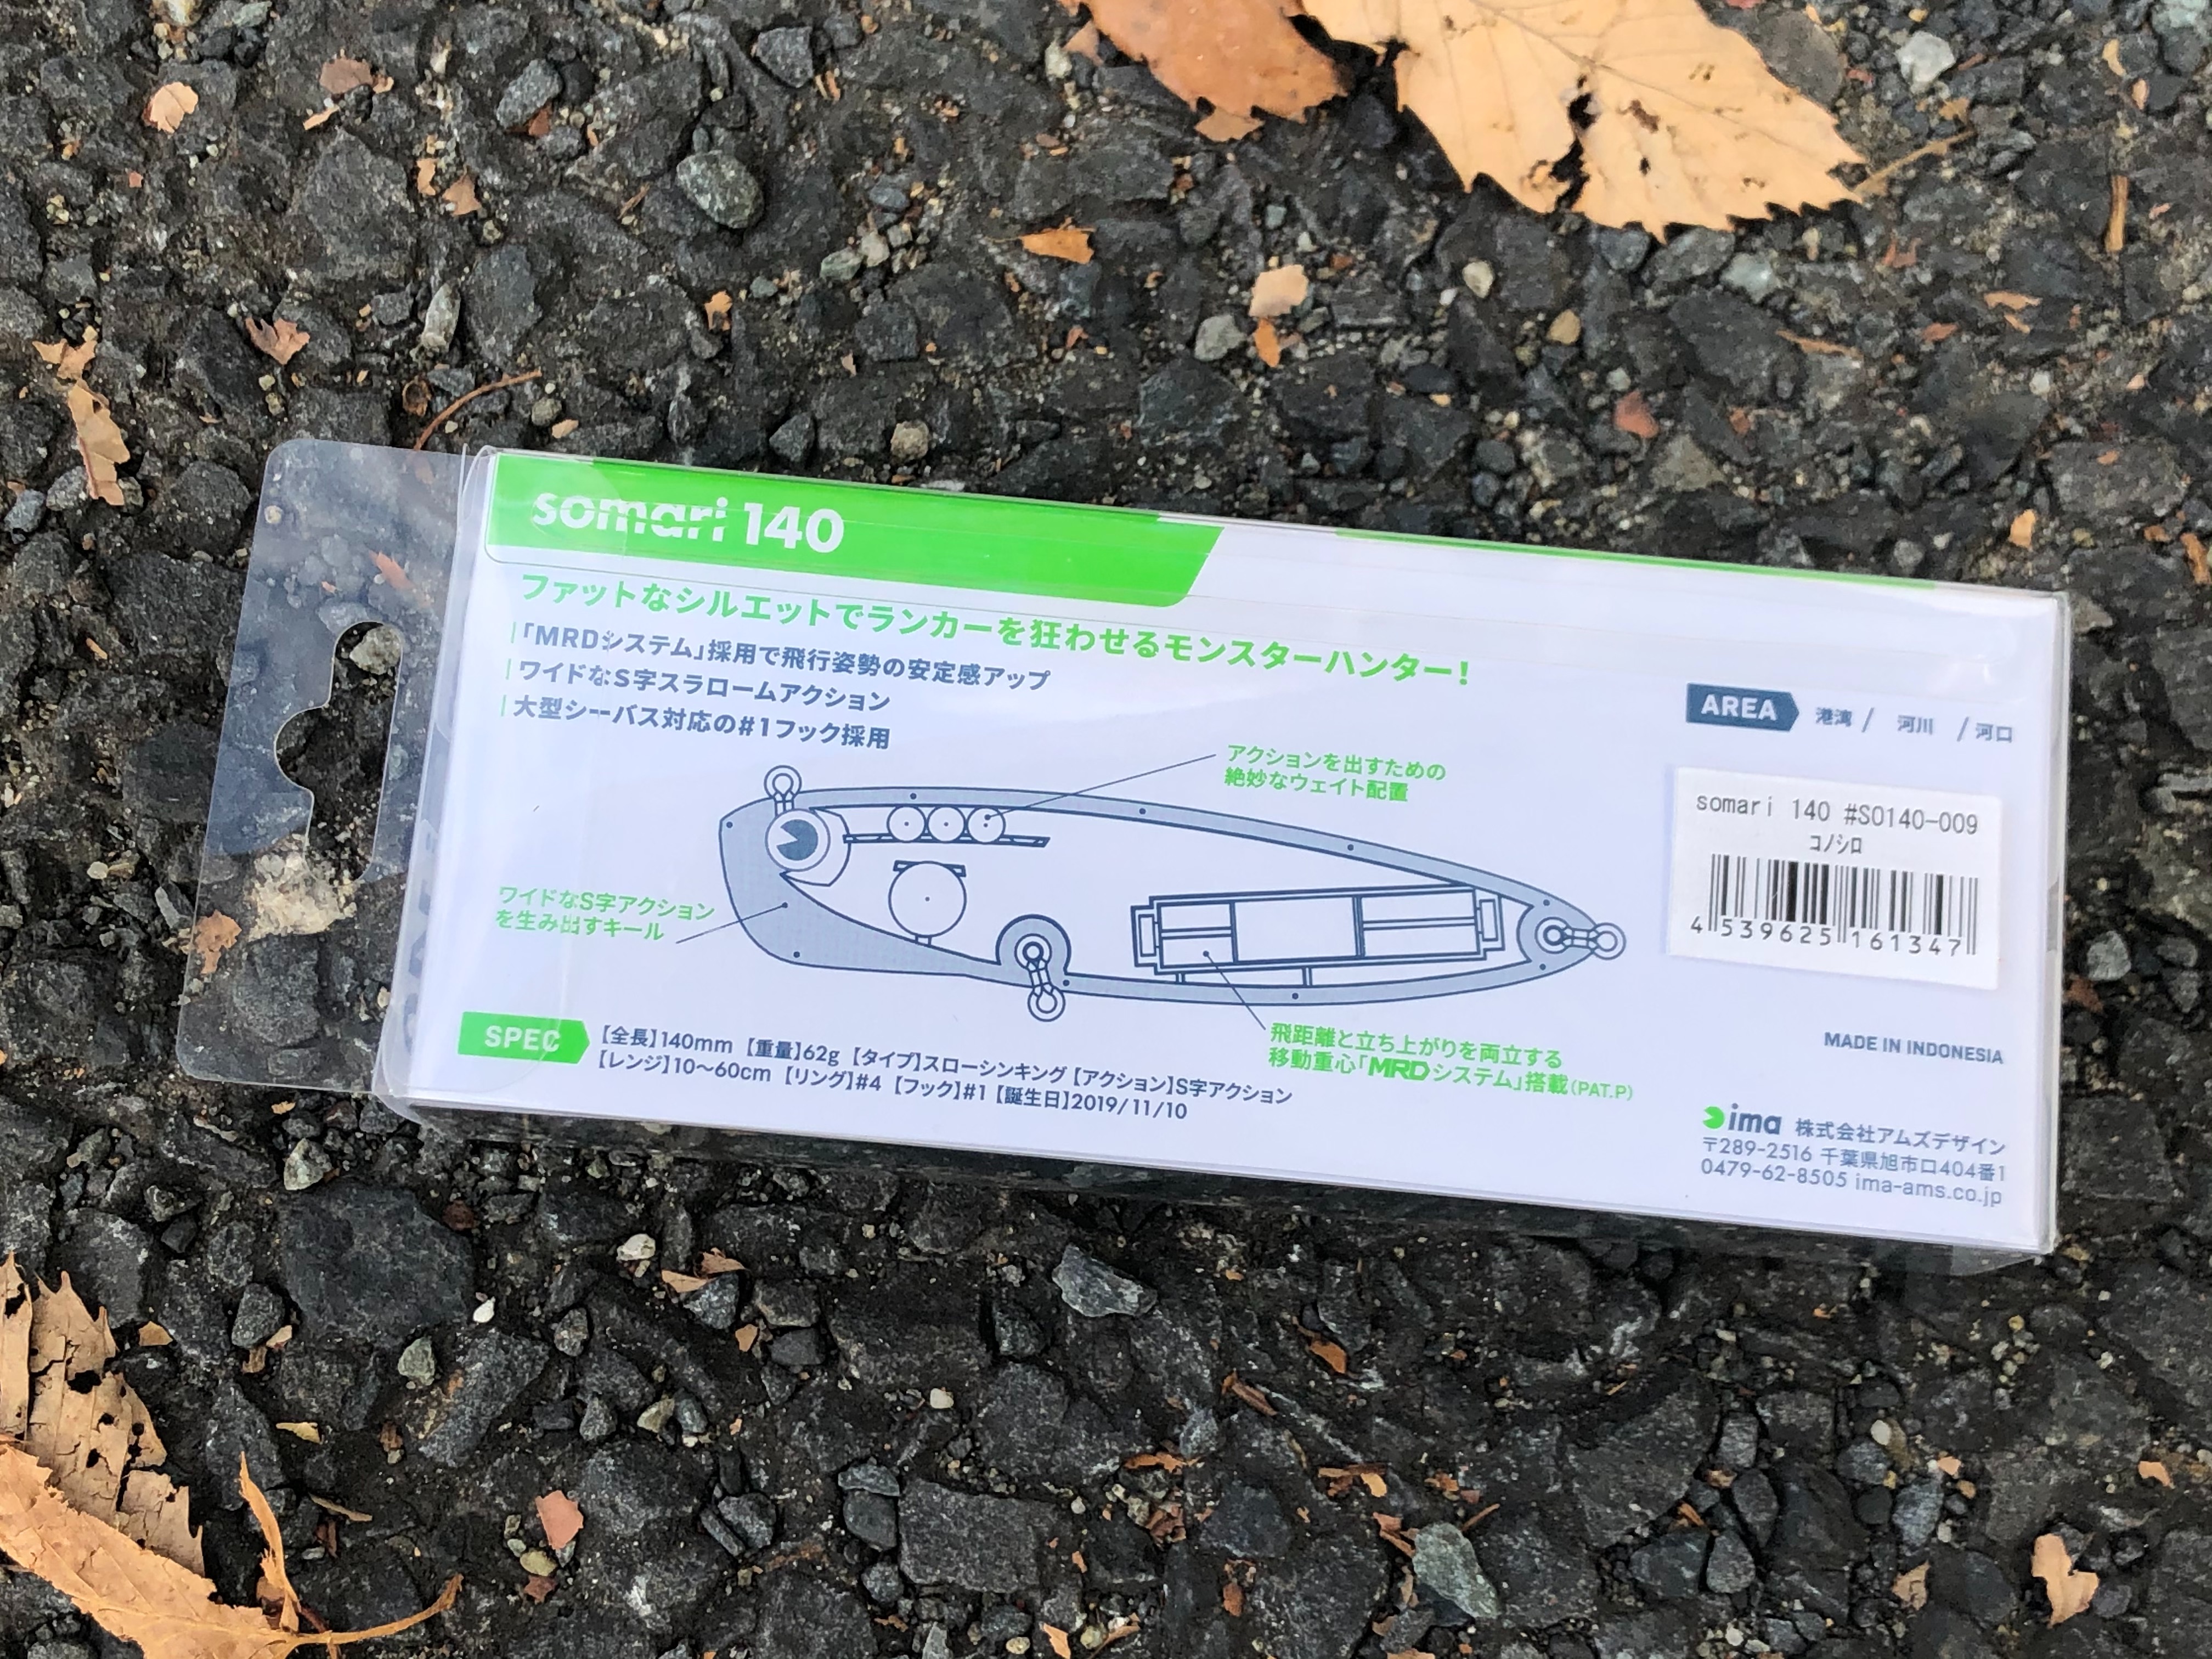 somari 140
ファットなシルエットでランカーを狂わせるモンスターハンター!
「MRDシステム」採用で飛行姿勢の安定感アップ
ワイドなS字スラロームアクション
大型シーバス対応の#1フック採用
AREA 港湾 / 河川 / 河口
アクションを出すための
絶妙なウェイト配置
somari 140 #SO140-009
コノシロ
4 539625 161347
ワイドなS字アクション
を生み出すキール
飛距離と立ち上がりを両立する
移動重心「MRDシステム」搭載(PAT.P)
SPEC 【全長】140mm 【重量】62g 【タイプ】スローシンキング 【アクション】S字アクション
【レンジ】10〜60cm 【リング】#4 【フック】#1 【誕生日】2019/11/10
MADE IN INDONESIA
ima 株式会社アムズデザイン
〒289-2516 千葉県旭市ロ404番1
0479-62-8505 ima-ams.co.jp